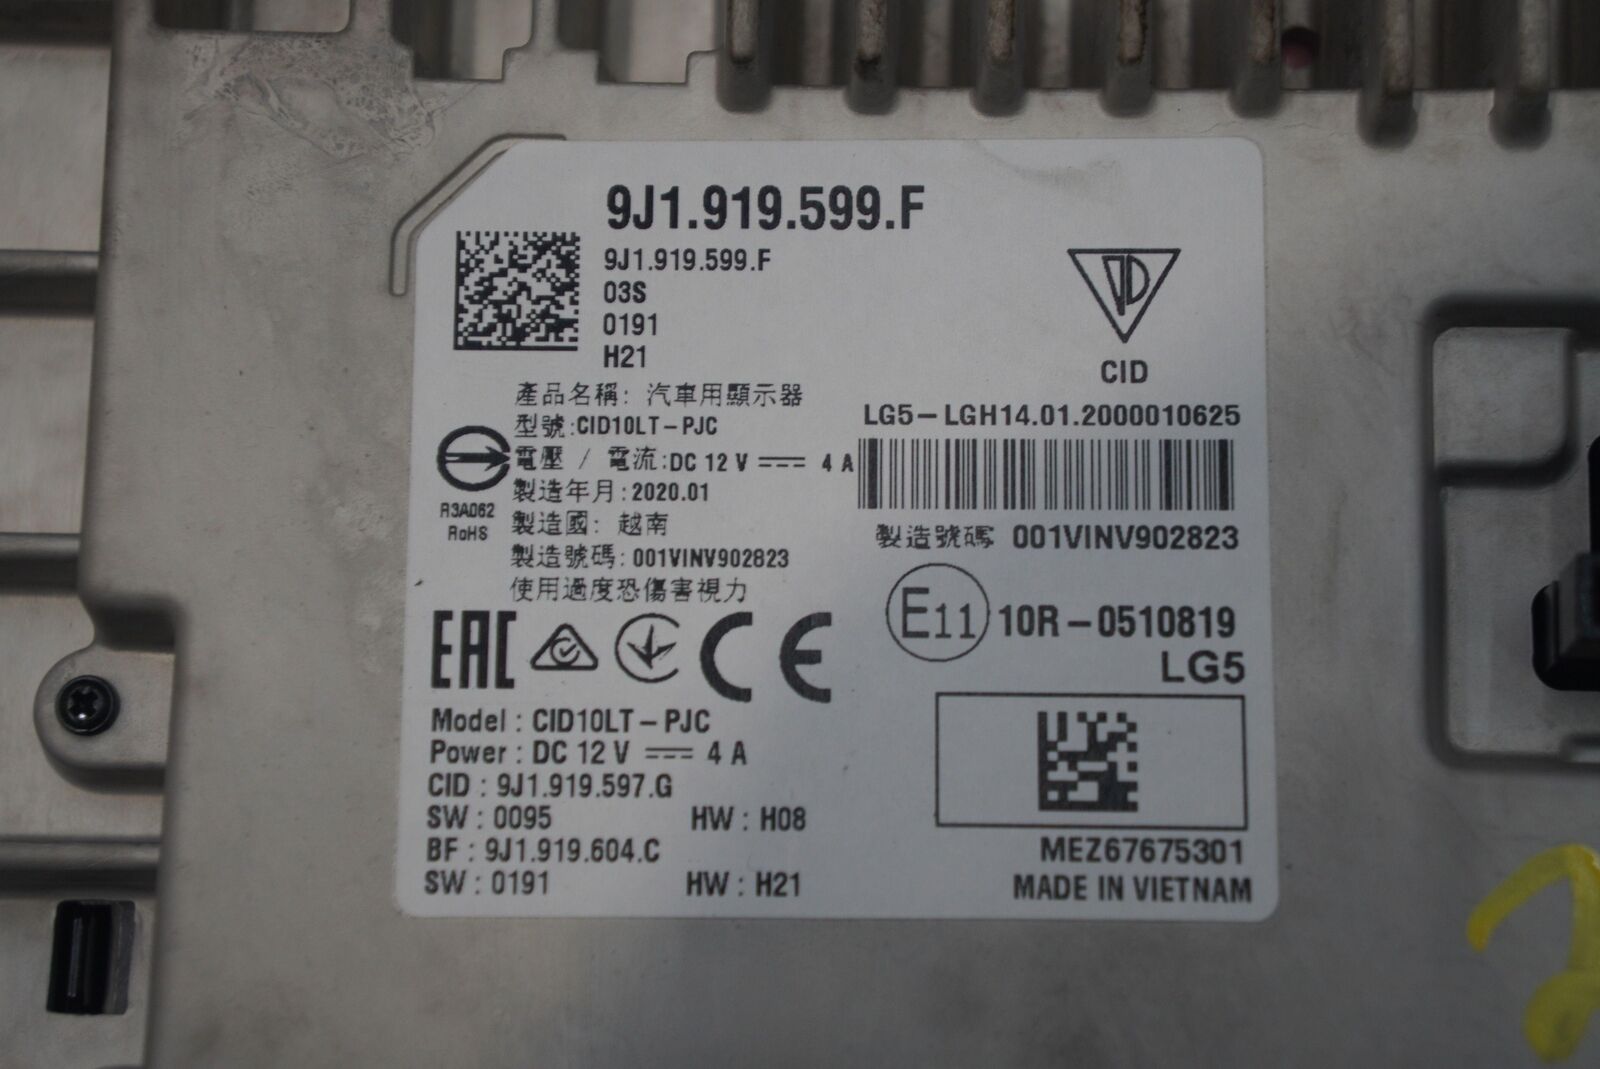 9J1.919.599.F
9J1.919.599.F
03S
0191
H21
CID
產品名稱: 汽車用顯示器
型號:CID10LT-PJC
電壓 / 電流:DC 12 V 4 A
製造年月:2020.01
製造國: 越南
製造號碼:001VINV902823
使用過度恐傷害視力
R3A062
RoHS
LG5-LGH14.01.2000010625
製造號碼 001VINV902823
EAC
CE
E11 10R-0510819
LG5
Model : CID10LT-PJC
Power : DC 12 V 4 A
CID : 9J1.919.597.G
SW : 0095 HW : H08
BF : 9J1.919.604.C
SW : 0191 HW : H21
MEZ67675301
MADE IN VIETNAM